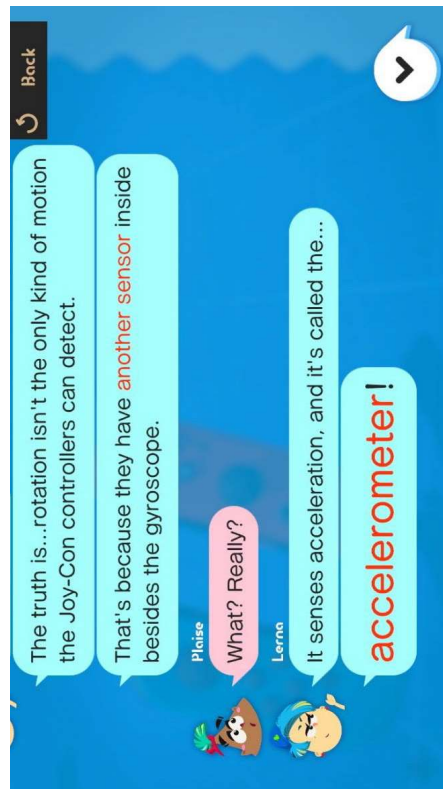 Back
The truth is...rotation isn't the only kind of motion
the Joy-Con controllers can detect.
That's because they have another sensor inside
besides the gyroscope.
Plaise
What? Really?
Lerna
It senses acceleration, and it's called the...
accelerometer!